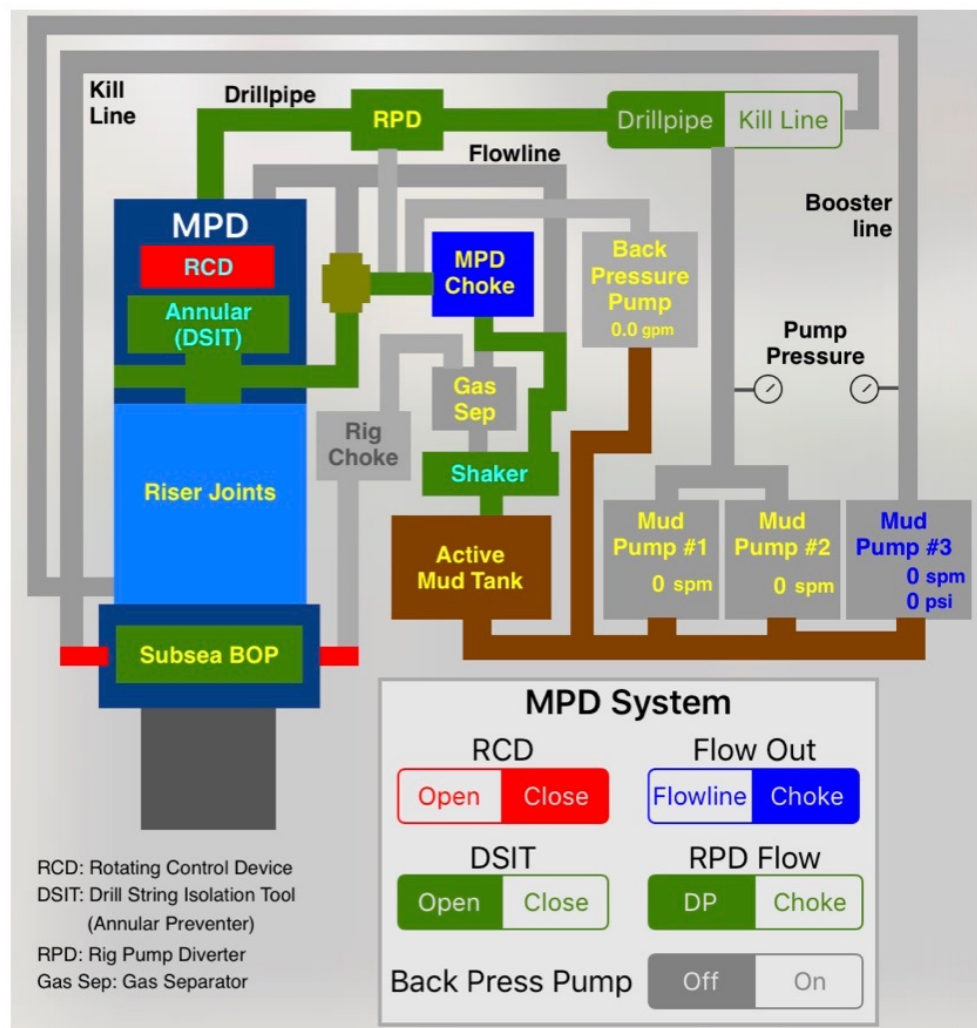 Kill
Line
Drillpipe
RPD
Drillpipe
Kill Line
Flowline
MPD
RCD
Annular
(DSIT)
MPD
Choke
Back
Pressure
Pump
0.0 gpm
Booster
line
Pump
Pressure
Gas
Sep
Rig
Choke
Shaker
Riser Joints
Active
Mud Tank
Mud
Pump #1
0 spm
Mud
Pump #2
0 spm
Mud
Pump #3
0 spm
0 psi
Subsea BOP
MPD System
RCD
Open
Close
Flow Out
Flowline
Choke
DSIT
Open
Close
RPD Flow
DP
Choke
Back Press Pump
Off
On
RCD: Rotating Control Device
DSIT: Drill String Isolation Tool
(Annular Preventer)
RPD: Rig Pump Diverter
Gas Sep: Gas Separator